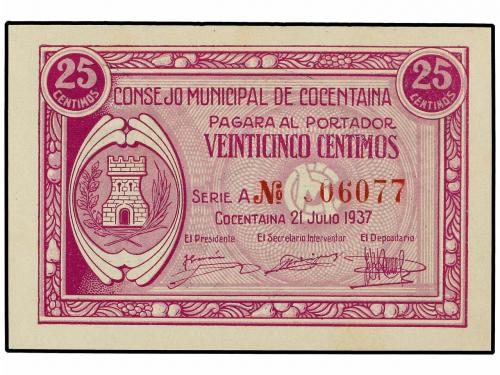 25 CENTIMOS
25 CENTIMOS
CONSEJO MUNICIPAL DE COCENTAINA
PAGARA AL PORTADOR
VEINTICINCO CENTIMOS
SERIE A. Nº 06077
COCENTAINA 21 JULIO 1937
El Presidente El Secretario Interventor El Depositario